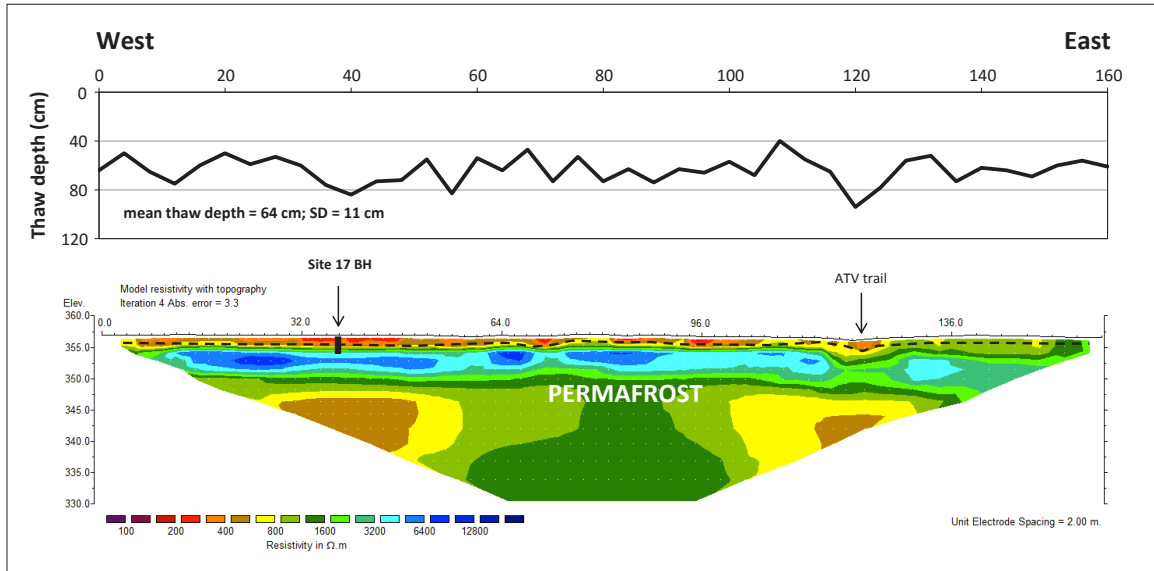 West
East
0 20 40 60 80 100 120 140 160
Thaw depth (cm)
0
40
80
120
mean thaw depth = 64 cm; SD = 11 cm
Site 17 BH
ATV trail
Model resistivity with topography
Iteration 4 Abs. error = 3.3
Elev.
0.0 32.0 64.0 96.0 136.0
360.0
355.0
350.0
345.0
340.0
335.0
330.0
PERMAFROST
100 200 400 800 1600 3200 6400 12800
Resistivity in Ω.m
Unit Electrode Spacing = 2.00 m.